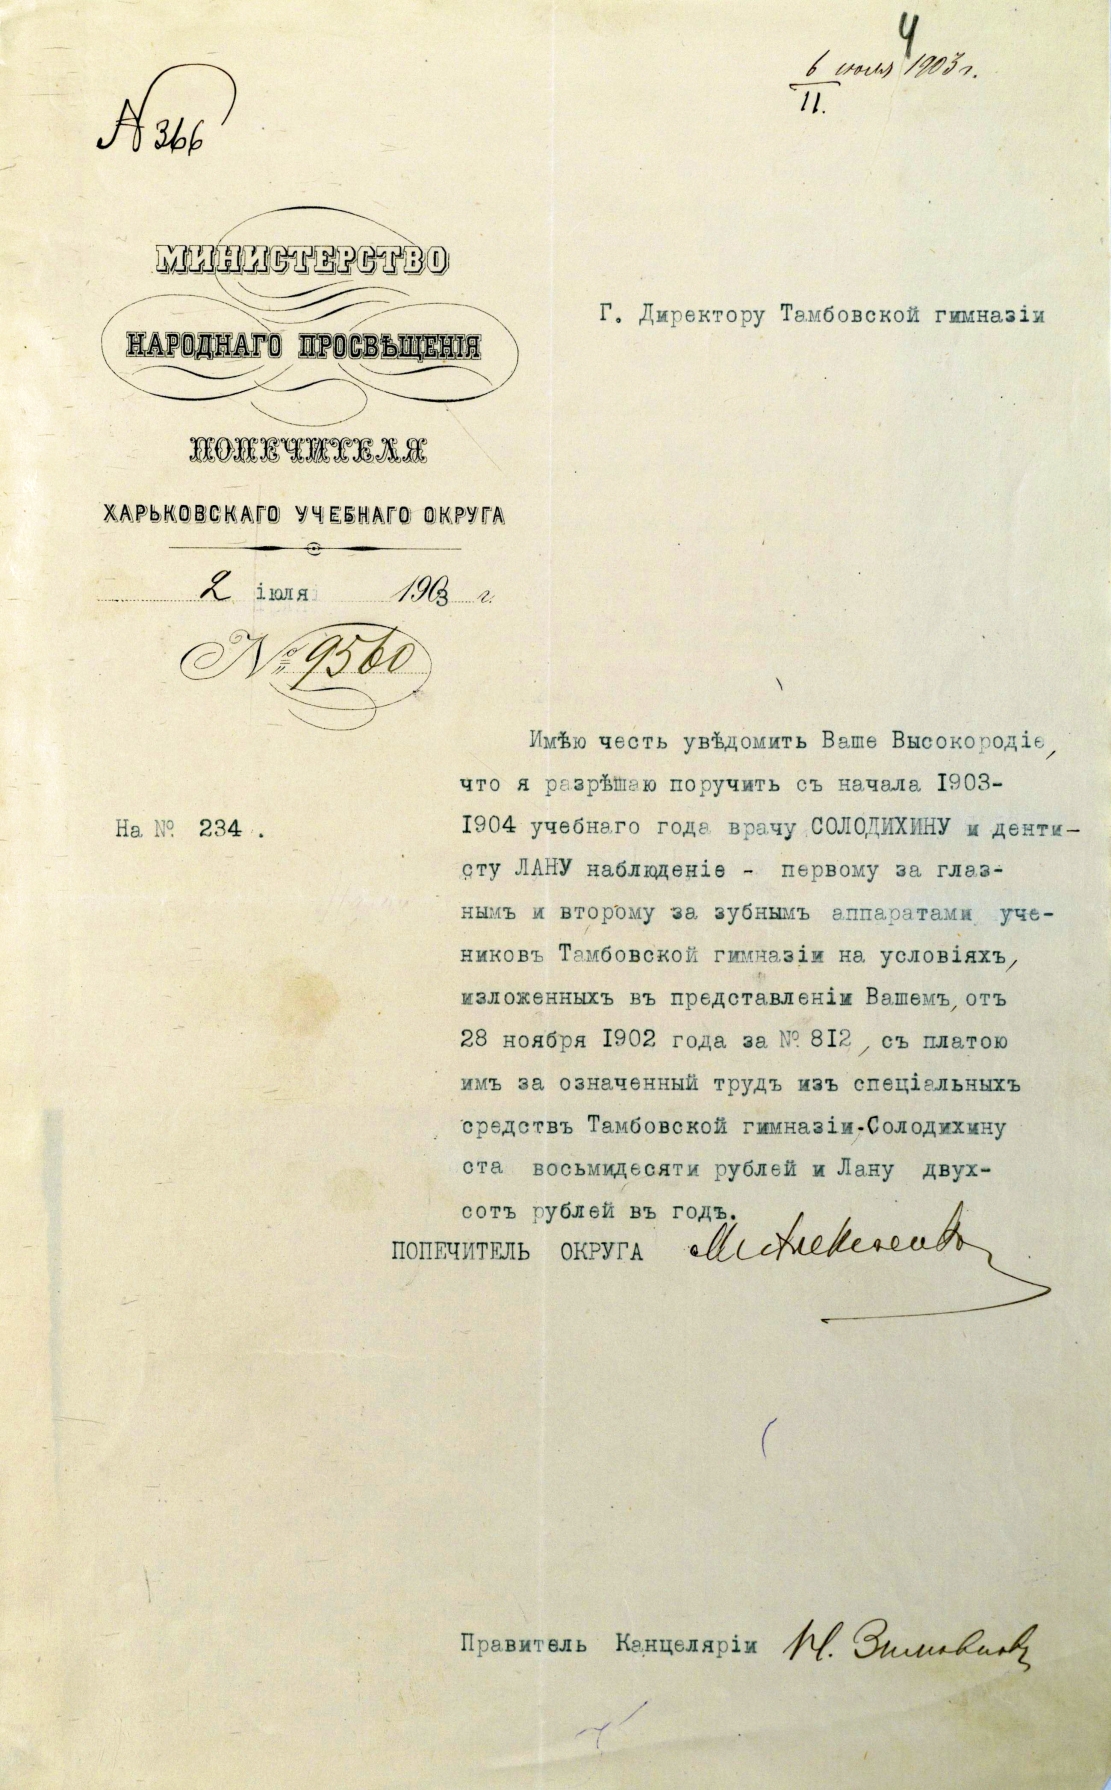 4
6 июля 1903 г.
11.
№ 366
МИНИСТЕРСТВО
НАРОДНАГО ПРОСВѢЩЕНІЯ
ПОПЕЧИТЕЛЯ
ХАРЬКОВСКАГО УЧЕБНАГО ОКРУГА
2 іюля 1903 г.
№ 9560
На № 234.
Г. Директору Тамбовской гимназіи
Имѣю честь увѣдомить Ваше Высокородіе,
что я разрѣшаю поручить съ начала 1903-
1904 учебнаго года врачу СОЛОДИХИНУ и денти-
сту ЛАНУ наблюденіе - первому за глаз-
нымъ и второму за зубнымъ аппаратами уче-
никовъ Тамбовской гимназіи на условіяхъ,
изложенныхъ въ представленіи Вашемъ, отъ
28 ноября 1902 года за № 812, съ платою
имъ за означенный трудъ изъ спеціальныхъ
средствъ Тамбовской гимназіи-Солодихину
ста восьмидесяти рублей и Лану двух-
сотъ рублей въ годъ.
ПОПЕЧИТЕЛЬ ОКРУГА М Алексеенко
Правитель Канцеляріи